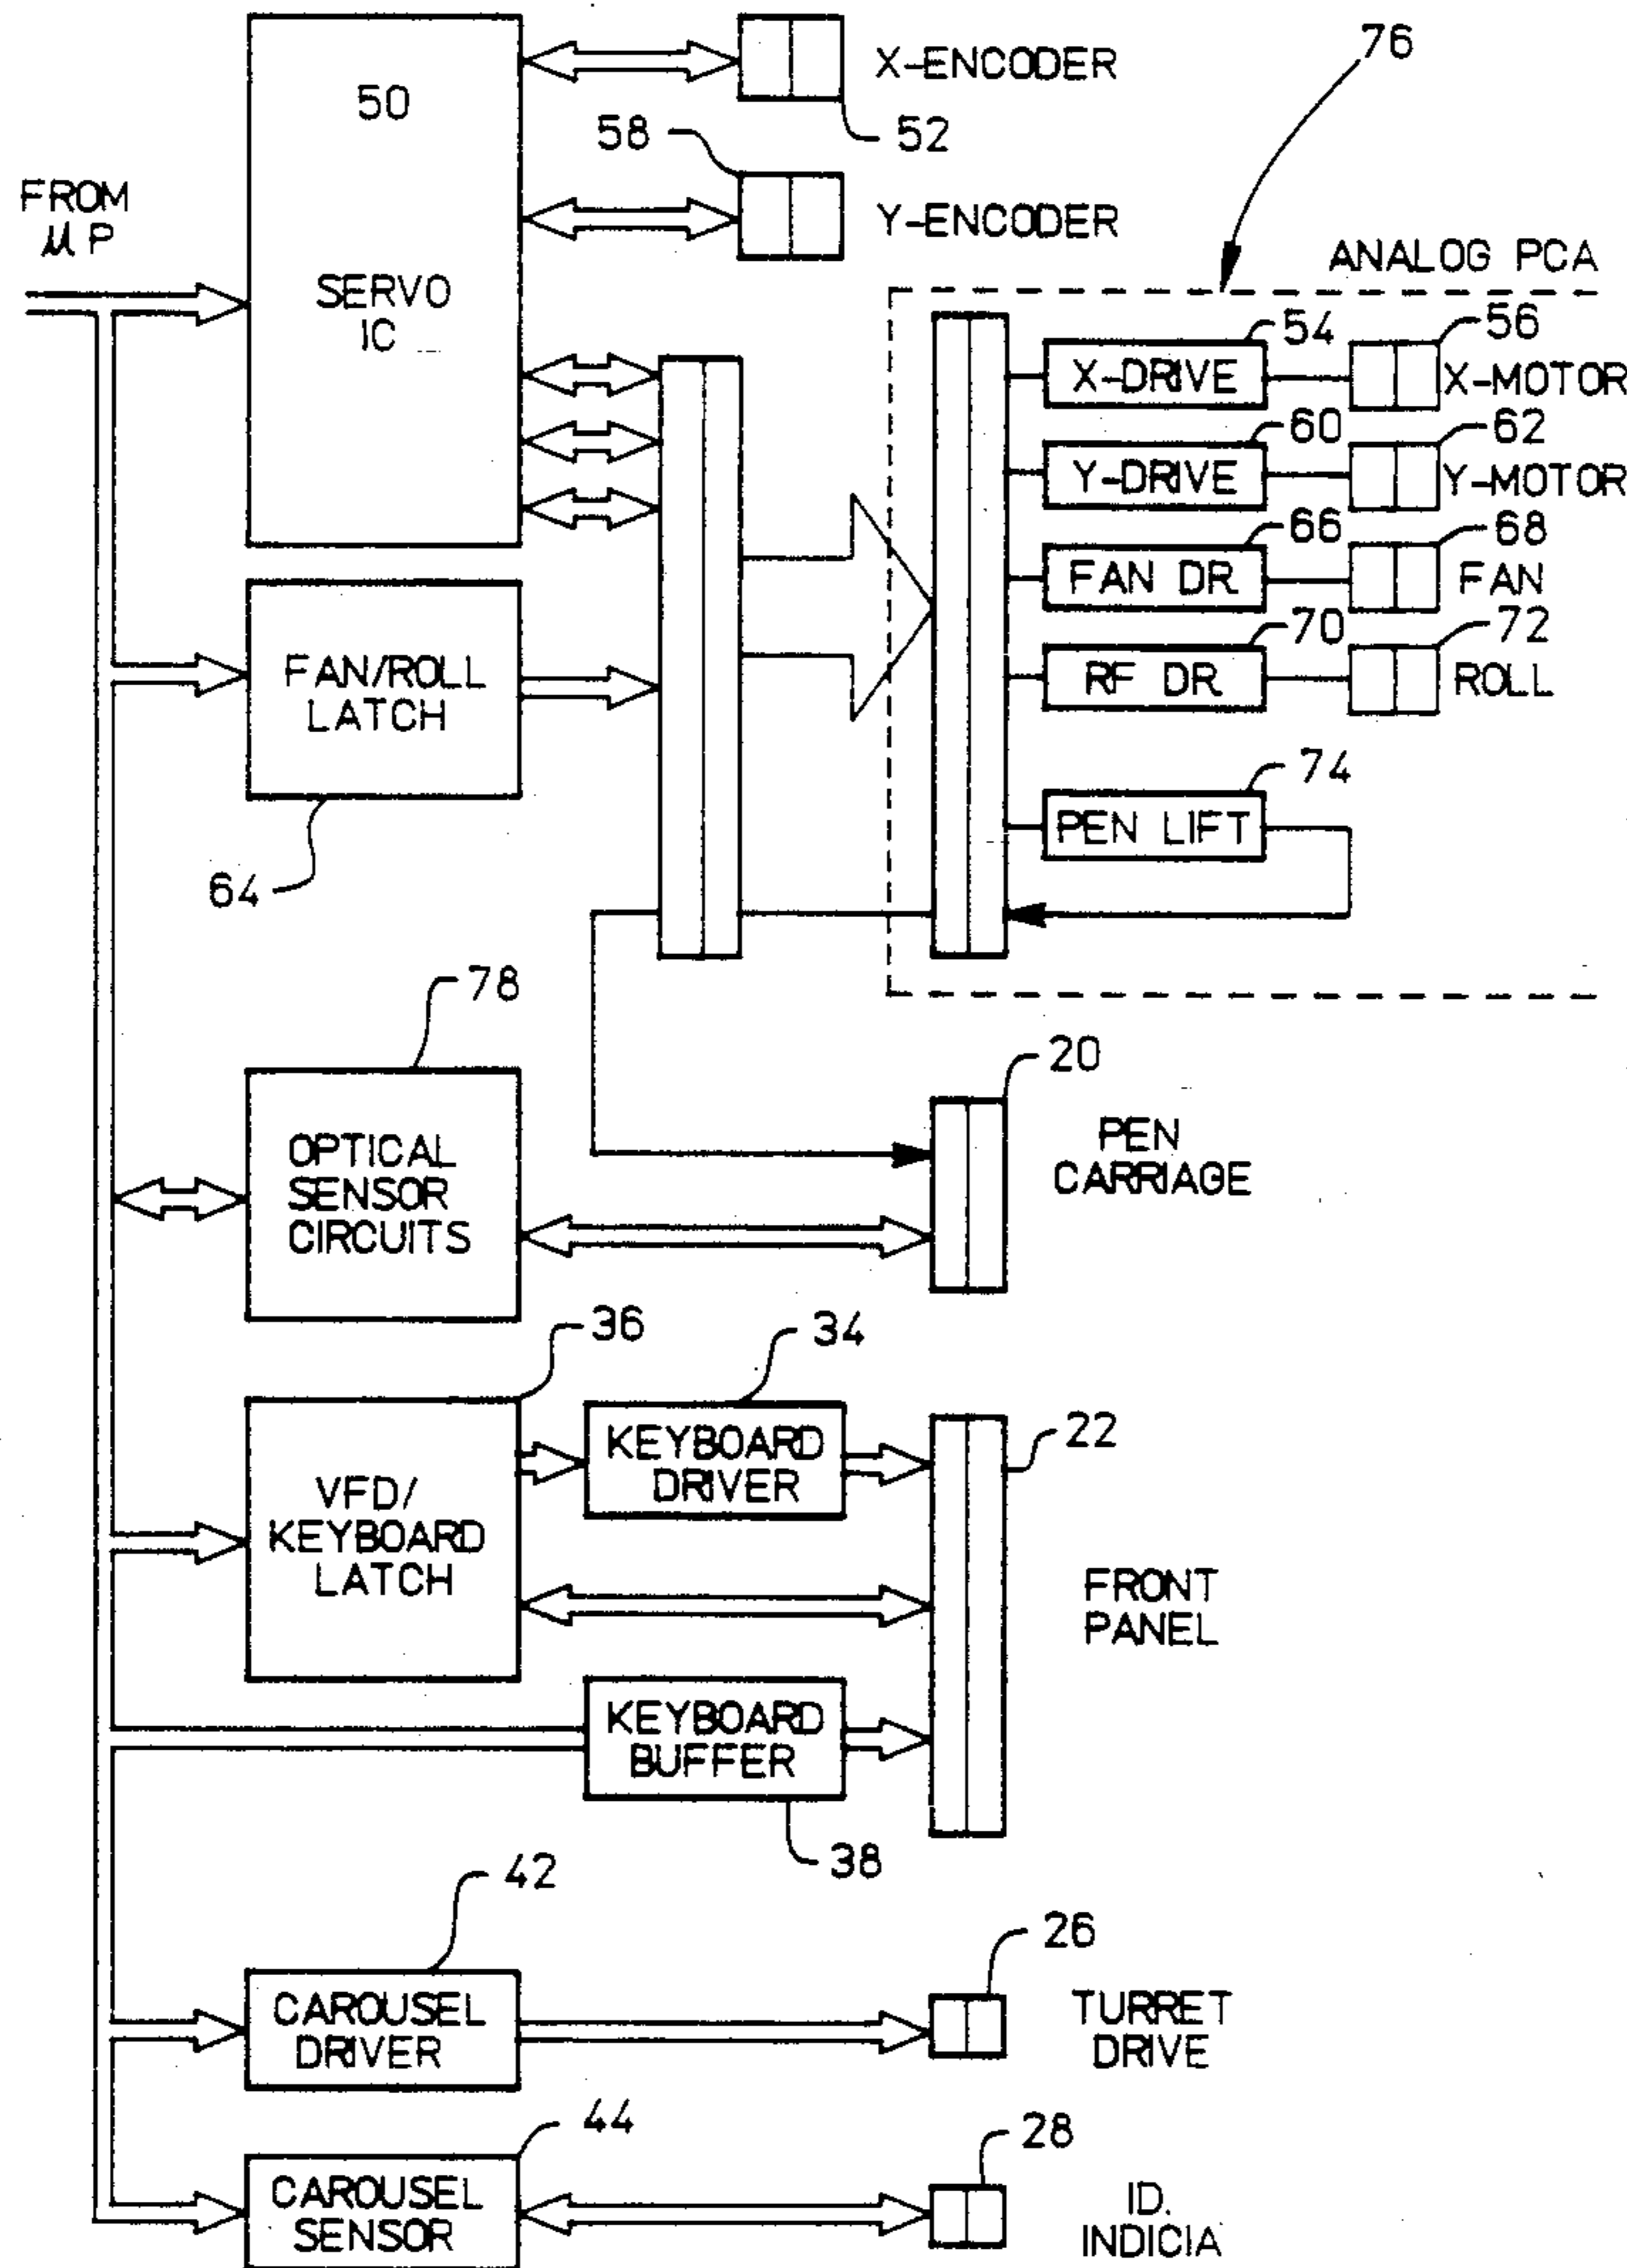 76
50
X-ENCODER
52
58
Y-ENCODER
FROM
μP
ANALOG PCA
SERVO
IC
54
X-DRIVE
56
X-MOTOR
60
Y-DRIVE
62
Y-MOTOR
66
FAN DR.
68
FAN
70
RF DR.
72
ROLL
FAN/ROLL
LATCH
64
74
PEN LIFT
78
20
OPTICAL
SENSOR
CIRCUITS
PEN
CARRIAGE
36
34
22
VFD/
KEYBOARD
LATCH
KEYBOARD
DRIVER
FRONT
PANEL
KEYBOARD
BUFFER
38
42
26
CAROUSEL
DRIVER
TURRET
DRIVE
44
28
CAROUSEL
SENSOR
ID.
INDICIA